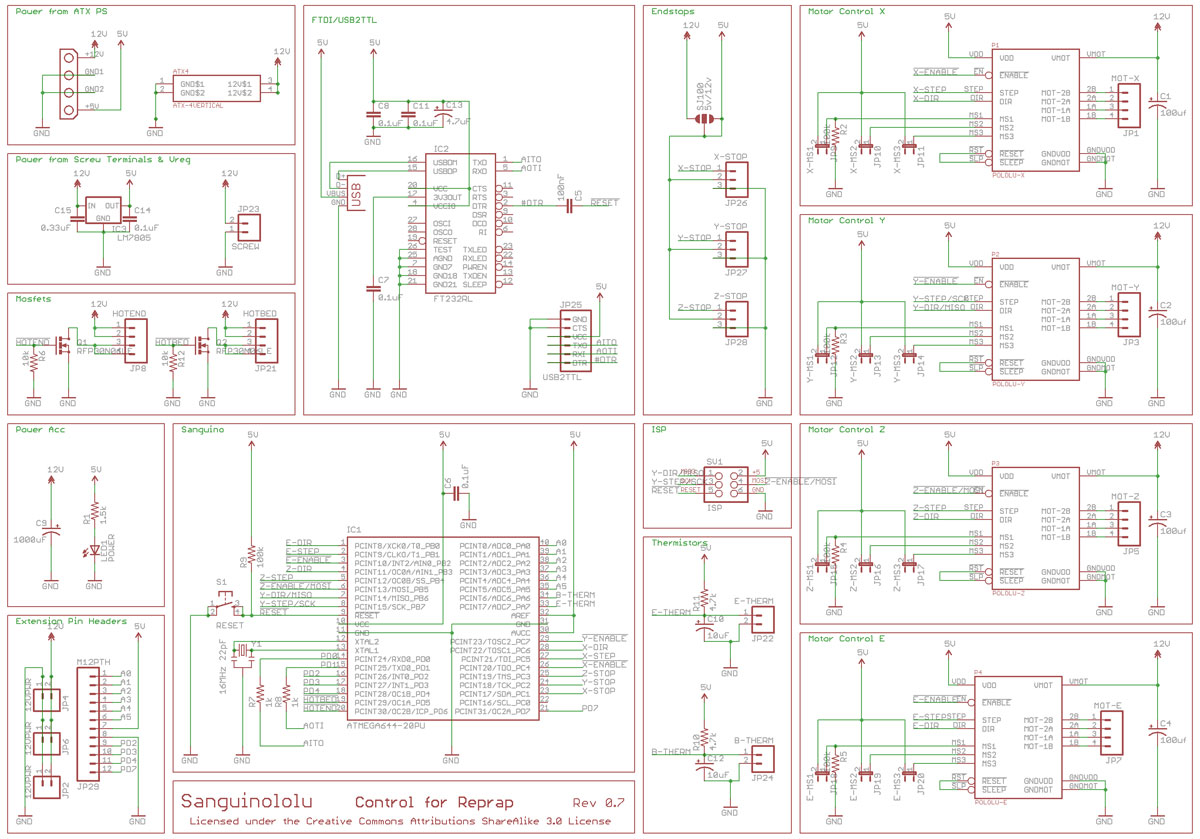 Power from ATX PS
12V
5V
+12V
GND1
GND2
+5V
GND
ATX4
GND$1 12V$1
GND$2 12V$2
ATX-4VERTICAL
12V
GND
Power from Screw Terminals & Vreg
12V
5V
IN OUT
GND
C15
0.33uF
IC3
LM7805
C14
0.1uF
GND
12V
JP23
SCREW
GND
Mosfets
12V
HOTEND
JP8
HOTEND
R6
10k
Q1
GND
GND
12V
HOTBED
JP21
HOTBED
R12
10k
Q2
GND
GND
FTDI/USB2TTL
5V
5V
C8
0.1uF
C11
0.1uF
C13
4.7uF
GND
IC2
USBDM TXD
USBDP RXD
VCC CTS
3V3OUT RTS
VCCIO DTR
DSR
OSCI DCD
OSCO RI
RESET
TEST TXLED
AGND RXLED
GND7 PWREN
GND18 TXDEN
GND21 SLEEP
FT232RL
AITO
AOTI
D+
D-
VBUS
GND
USB
#DTR
100nF
C5
RESET
C7
0.1uF
GND
GND
GND
JP25
5V
GND
CTS
VCC
TXO
RXI
DTR
AITO
AOTI
#DTR
USB2TTL
GND
Endstops
12V
5V
SJ100
5v/12v
X-STOP
JP26
Y-STOP
JP27
Z-STOP
JP28
GND
Motor Control X
5V
5V
12V
P1
VDD VMOT
X-ENABLE
EN
ENABLE
X-STEP STEP
X-DIR DIR
MOT-2B
MOT-2A
MOT-1A
MOT-1B
MS1
MS2
MS3
RST RESET
SLP SLEEP
GNDVDD
GNDMOT
POLOLU-X
MOT-X
JP1
C1
100uf
X-MS1
R2
JP10
X-MS2
JP11
X-MS3
GND
GND
GND
Motor Control Y
5V
5V
12V
P2
VDD VMOT
Y-ENABLE
EN
ENABLE
Y-STEP/SCK
Y-DIR/MISO
STEP
DIR
MOT-2B
MOT-2A
MOT-1A
MOT-1B
MS1
MS2
MS3
RST RESET
SLP SLEEP
GNDVDD
GNDMOT
POLOLU-Y
MOT-Y
JP3
C2
100uf
Y-MS1
R3
Y-MS2
JP13
Y-MS3
JP14
GND
GND
GND
Power Acc
12V
5V
C9
1000uF
R1
1.5k
LED1
POWER
GND
GND
Extension Pin Headers
12V
5V
12VPWR
JP4
12VPWR
JP6
12VPWR
JP2
M12PTH
A0
A1
A2
A3
A4
A5
PD2
PD3
PD4
PD7
JP29
GND
GND
Sanguino
5V
5V
5V
C6
0.1uF
GND
R9
100k
S1
RESET
IC1
E-DIR
E-STEP
E-ENABLE
Z-DIR
Z-STEP
Z-ENABLE/MOSI
Y-DIR/MISO
Y-STEP/SCK
RESET
PCINT8/XCK0/T0_PB0 PCINT0/ADC0_PA0
PCINT9/CLKO/T1_PB1 PCINT1/ADC1_PA1
PCINT10/INT2/AIN0_PB2 PCINT2/ADC2_PA2
PCINT11/OC0A/AIN1_PB3 PCINT3/ADC3_PA3
PCINT12/OC0B/SS_PB4 PCINT4/ADC4_PA4
PCINT13/MOSI_PB5 PCINT5/ADC5_PA5
PCINT14/MISO_PB6 PCINT6/ADC6_PA6
PCINT15/SCK_PB7 PCINT7/ADC7_PA7
RESET AREF
VCC GND
GND AVCC
XTAL2 PCINT23/TOSC2_PC7
XTAL1 PCINT22/TOSC1_PC6
PCINT24/RXD0_PD0 PCINT21/TDI_PC5
PCINT25/TXD0_PD1 PCINT20/TDO_PC4
PCINT26/INT0_PD2 PCINT19/TMS_PC3
PCINT27/INT1_PD3 PCINT18/TCK_PC2
PCINT28/OC1B_PD4 PCINT17/SDA_PC1
PCINT29/OC1A_PD5 PCINT16/SCL_PC0
PCINT30/OC2B/ICP_PD6 PCINT31/OC2A_PD7
ATMEGA644-20PU
A0
A1
A2
A3
A4
A5
B-THERM
E-THERM
Y-ENABLE
X-DIR
X-STEP
X-ENABLE
Z-STOP
Y-STOP
X-STOP
PD7
Y1
16MHz 22pF
PD0
PD1
PD2
PD3
PD4
HOTBED
HOTEND
R7
1k
R8
1k
AOTI
AITO
GND
GND
GND
ISP
5V
SV1
Y-DIR/MISO
Y-STEP/SCK
RESET
+5
Z-ENABLE/MOSI
GND
ISP
GND
Thermistors
5V
R11
4.7k
E-THERM
C10
10uF
E-THERM
JP22
GND
5V
R10
4.7k
B-THERM
C12
10uF
B-THERM
JP24
GND
Motor Control Z
5V
5V
12V
P3
VDD VMOT
Z-ENABLE/MOSI
ENABLE
Z-STEP STEP
Z-DIR DIR
MOT-2B
MOT-2A
MOT-1A
MOT-1B
MS1
MS2
MS3
RST RESET
SLP SLEEP
GNDVDD
GNDMOT
POLOLU-Z
MOT-Z
JP5
C3
100uf
Z-MS1
R4
Z-MS2
JP16
Z-MS3
JP17
GND
GND
GND
Motor Control E
5V
5V
12V
P4
VDD VMOT
E-ENABLE
EN
ENABLE
E-STEP STEP
E-DIR DIR
MOT-2B
MOT-2A
MOT-1A
MOT-1B
MS1
MS2
MS3
RST RESET
SLP SLEEP
GNDVDD
GNDMOT
POLOLU-E
MOT-E
JP7
C4
100uf
E-MS1
R5
E-MS2
JP19
E-MS3
JP20
GND
GND
GND
Sanguinololu Control for Reprap Rev 0.7
Licensed under the Creative Commons Attributions ShareAlike 3.0 License